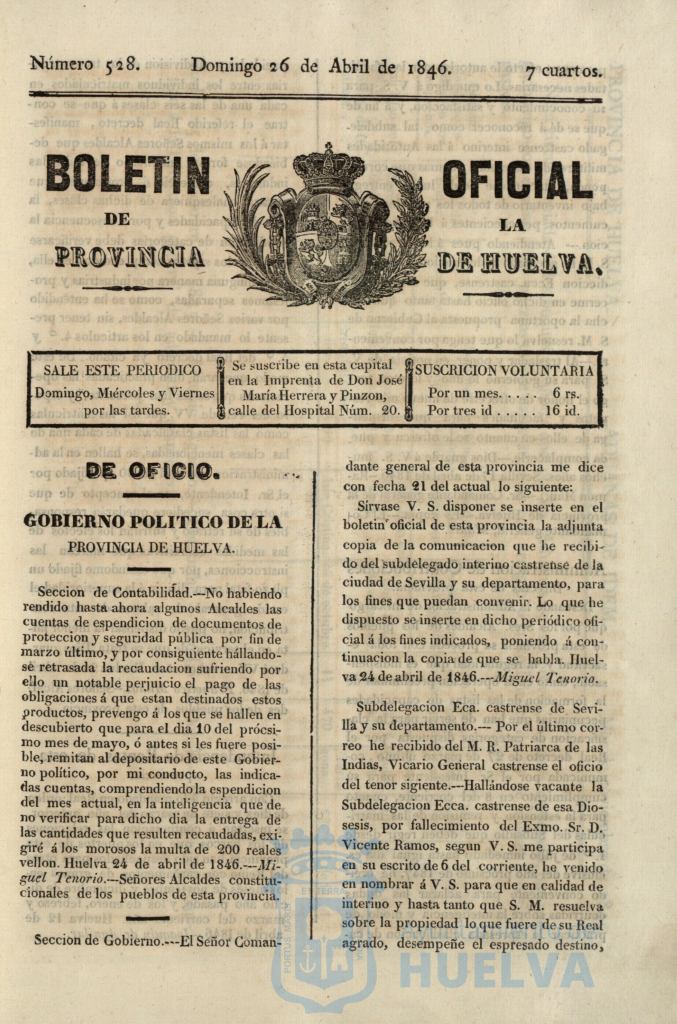 Número 528. Domingo 26 de Abril de 1846. 7 cuartos.
BOLETIN OFICIAL
DE LA
PROVINCIA DE HUELVA.
SALE ESTE PERIODICO
Domingo, Miércoles y Viernes
por las tardes.
Se suscribe en esta capital
en la Imprenta de Don José
María Herrera y Pinzon,
calle del Hospital Núm. 20.
SUSCRICION VOLUNTARIA
Por un mes. . . . . 6 rs.
Por tres id . . . . . 16 id.
DE OFICIO.
GOBIERNO POLITICO DE LA
PROVINCIA DE HUELVA.
Seccion de Contabilidad.—No habiendo
rendido hasta ahora algunos Alcaldes las
cuentas de espendicion de documentos de
proteccion y seguridad pública por fin de
marzo último, y por consiguiente hállando-
se retrasada la recaudacion sufriendo por
ello un notable perjuicio el pago de las
obligaciones á que estan destinados estos
productos, prevengo á los que se hallen en
descubierto que para el dia 10 del prócsi-
mo mes de mayo, ó antes si les fuere posi-
ble, remitan al depositario de este Gobier-
no político, por mi conducto, las indica-
das cuentas, comprendiendo la espendicion
del mes actual, en la inteligencia que de
no verificar para dicho dia la entrega de
las cantidades que resulten recaudadas, exi-
giré á los morosos la multa de 200 reales
vellon. Huelva 24 de abril de 1846.—Mi-
guel Tenorio.—Señores Alcaldes constitu-
cionales de los pueblos de esta provincia.
Seccion de Gobierno.---El Señor Coman-
dante general de esta provincia me dice
con fecha 21 del actual lo siguiente:
Sírvase V. S. disponer se inserte en el
boletin oficial de esta provincia la adjunta
copia de la comunicacion que he recibi-
do del subdelegado interino castrense de la
ciudad de Sevilla y su departamento, para
los fines que puedan convenir. Lo que he
dispuesto se inserte en dicho periódico ofi-
cial á los fines indicados, poniendo á con-
tinuacion la copia de que se habla. Huel-
va 24 de abril de 1846.---Miguel Tenorio.
Subdelegacion Eca. castrense de Sevi-
lla y su departamento.— Por el último cor-
reo he recibido del M. R. Patriarca de las
Indias, Vicario General castrense el oficio
del tenor sigiente.—Hallándose vacante la
Subdelegacion Ecca. castrense de esa Dio-
sesis, por fallecimiento del Exmo. Sr. D.
Vicente Ramos, segun V. S. me participa
en su escrito de 6 del corriente, he venido
en nombrar á V. S. para que en calidad de
interino y hasta tanto que S. M. resuelva
sobre la propiedad lo que fuere de su Real
agrado, desempeñe el espresado destino,
HUELVA